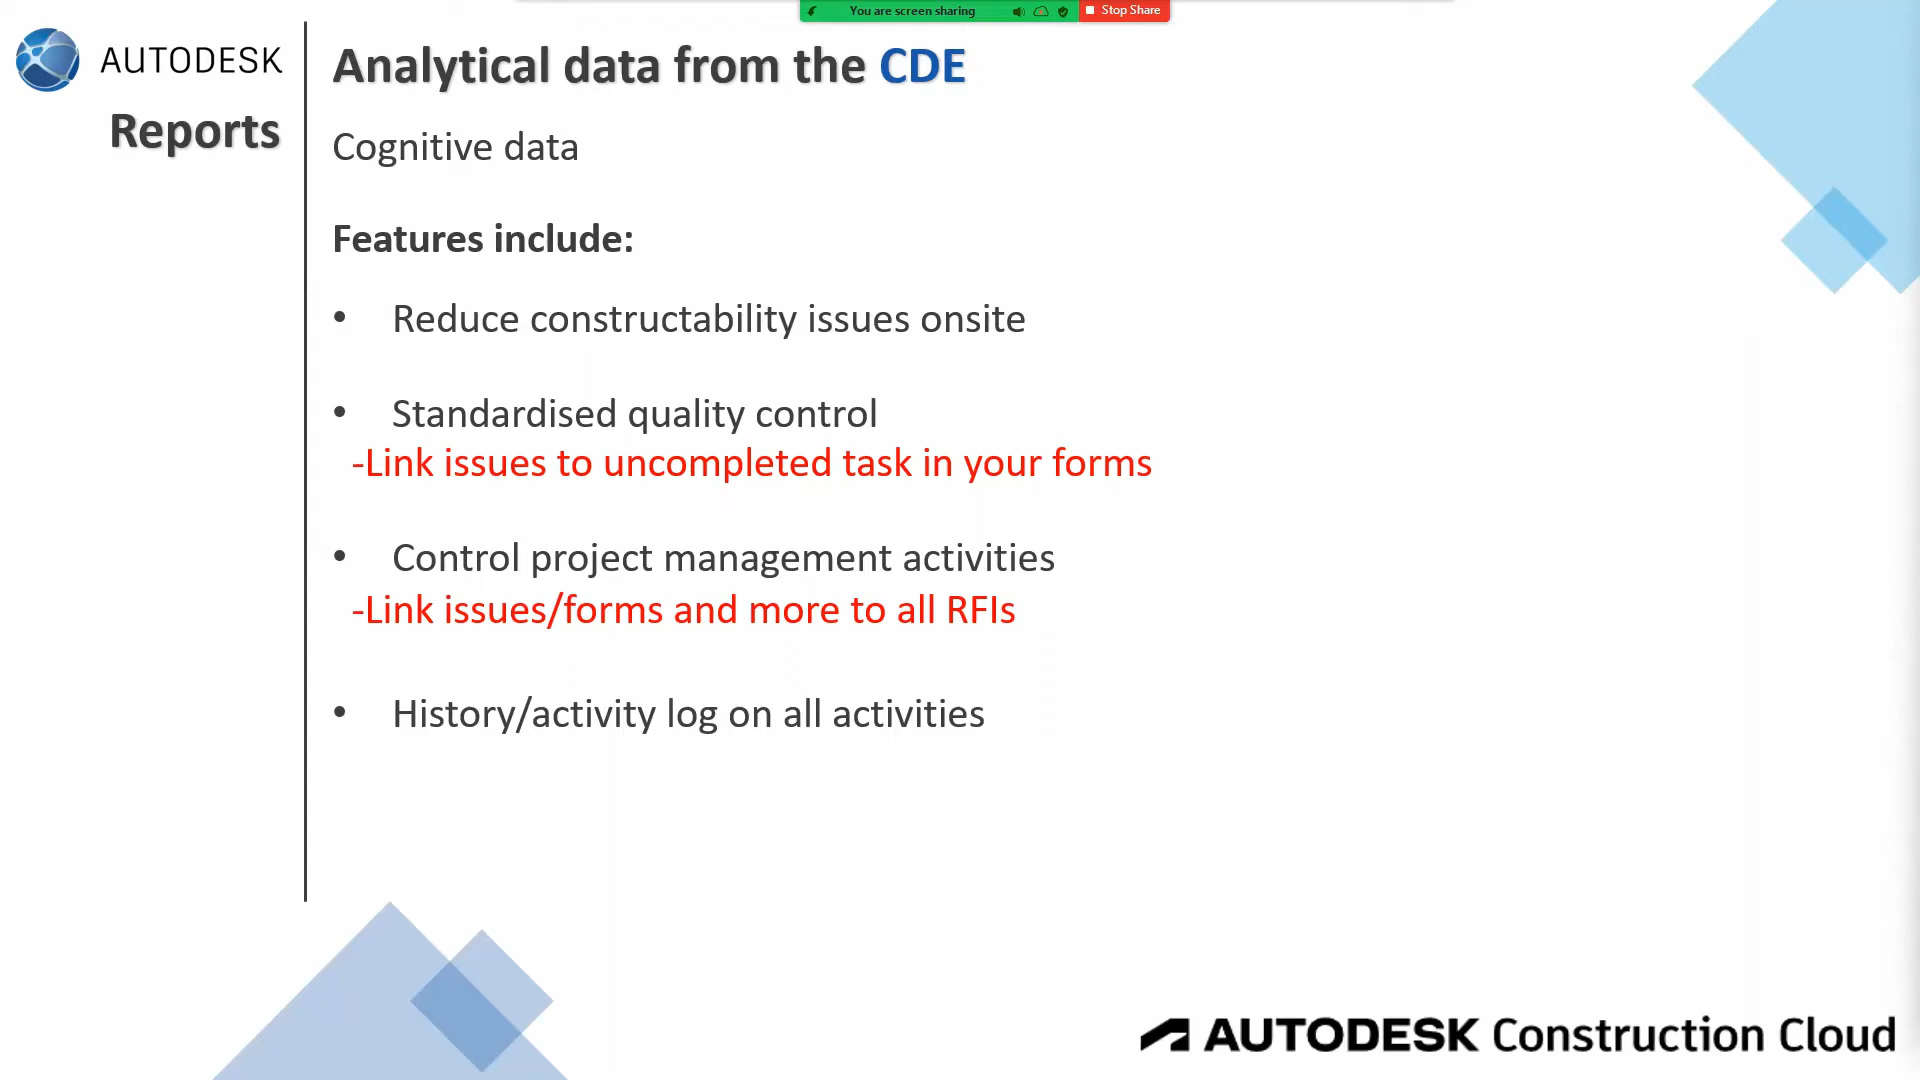 You are screen sharing
Stop Share
AUTODESK
Reports
Analytical data from the CDE
Cognitive data
Features include:
• Reduce constructability issues onsite
• Standardised quality control
-Link issues to uncompleted task in your forms
• Control project management activities
-Link issues/forms and more to all RFIs
• History/activity log on all activities
AUTODESK Construction Cloud